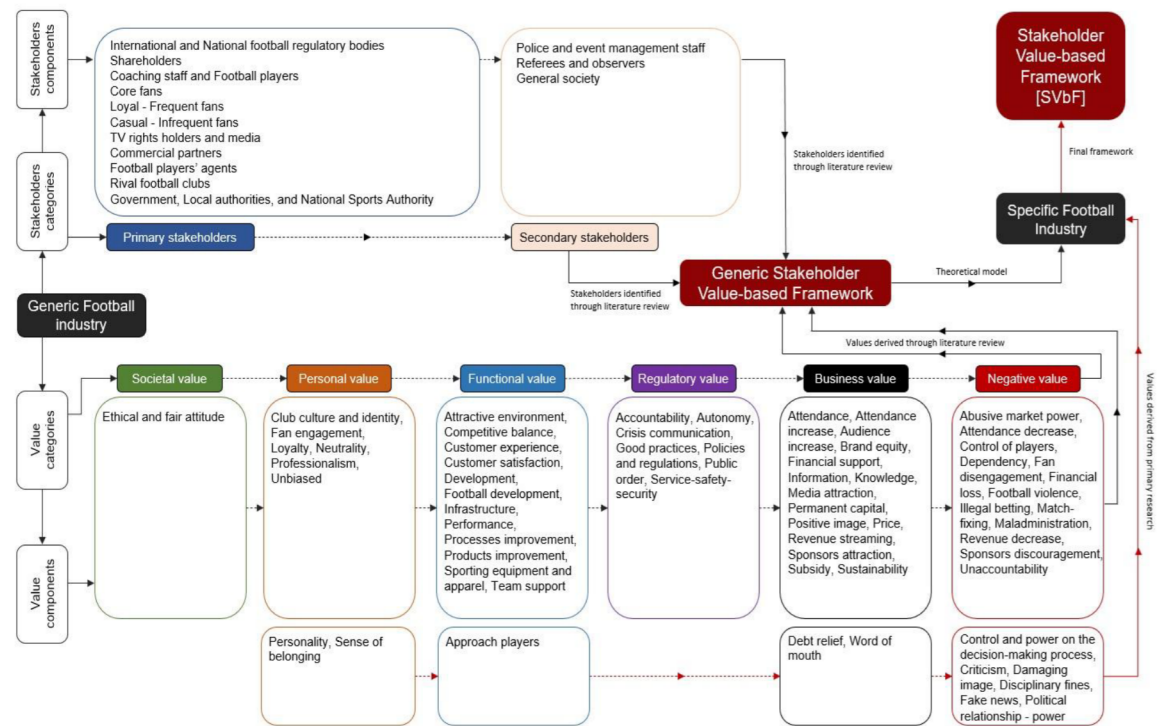 Stakeholders
components
International and National football regulatory bodies
Shareholders
Coaching staff and Football players
Core fans
Loyal - Frequent fans
Casual - Infrequent fans
TV rights holders and media
Commercial partners
Football players' agents
Rival football clubs
Government, Local authorities, and National Sports Authority
Police and event management staff
Referees and observers
General society
Stakeholder
Value-based
Framework
[SVbF]
Final framework
Stakeholders identified
through literature review
Stakeholders
categories
Primary stakeholders
Secondary stakeholders
Specific Football
Industry
Stakeholders identified
through literature review
Generic Stakeholder
Value-based Framework
Theoretical model
Generic Football
industry
Values derived through literature review
Values derived from primary research
Value
categories
Societal value
Personal value
Functional value
Regulatory value
Business value
Negative value
Ethical and fair attitude
Club culture and identity,
Fan engagement,
Loyalty, Neutrality,
Professionalism,
Unbiased
Attractive environment,
Competitive balance,
Customer experience,
Customer satisfaction,
Development,
Football development,
Infrastructure,
Performance,
Processes improvement,
Products improvement,
Sporting equipment and
apparel, Team support
Accountability, Autonomy,
Crisis communication,
Good practices, Policies
and regulations, Public
order, Service-safety-
security
Attendance, Attendance
increase, Audience
increase, Brand equity,
Financial support,
Information, Knowledge,
Media attraction,
Permanent capital,
Positive image, Price,
Revenue streaming,
Sponsors attraction,
Subsidy, Sustainability
Abusive market power,
Attendance decrease,
Control of players,
Dependency, Fan
disengagement, Financial
loss, Football violence,
Illegal betting, Match-
fixing, Maladministration,
Revenue decrease,
Sponsors discouragement,
Unaccountability
Value
components
Personality, Sense of
belonging
Approach players
Debt relief, Word of
mouth
Control and power on the
decision-making process,
Criticism, Damaging
image, Disciplinary fines,
Fake news, Political
relationship - power